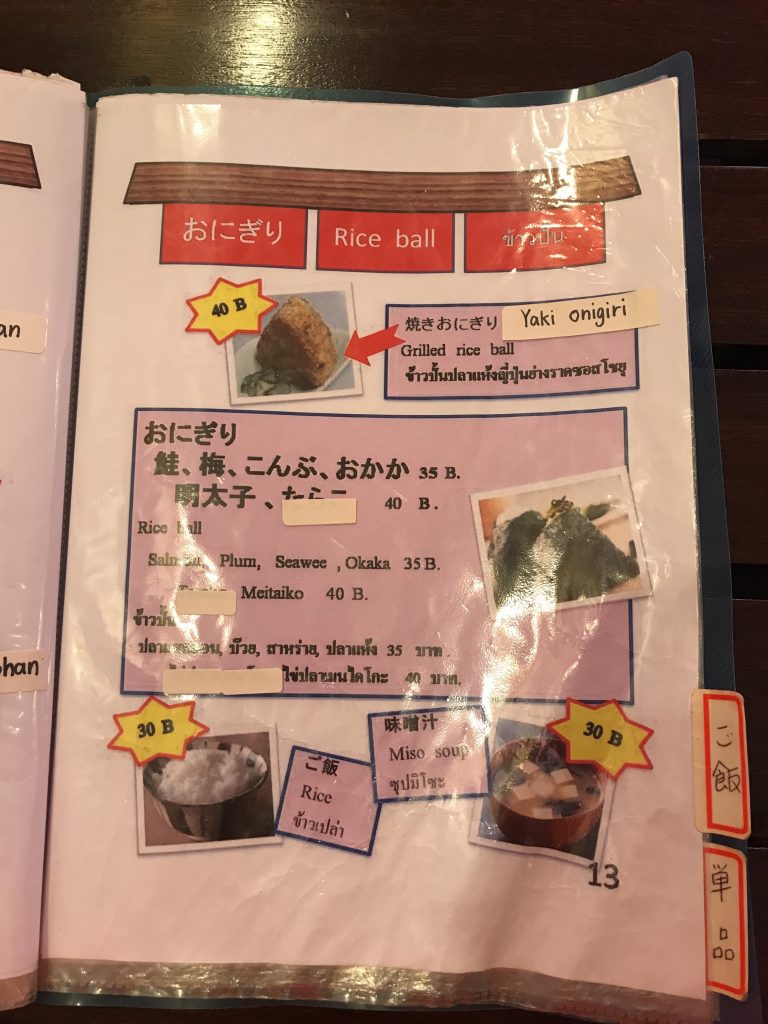 an
ohan
おにぎり Rice ball ข้าวปั้น
40 B
焼きおにぎり Yaki onigiri
Grilled rice ball
ข้าวปั้นปลาแห้งญี่ปุ่นย่างราดซอสโชยุ
おにぎり
鮭、梅、こんぶ、おかか 35 B.
明太子、たらこ 40 B.
Rice ball
Salmon, Plum, Seawee , Okaka 35 B.
Meitaiko 40 B.
ข้าวปั้น
ปลาแซลมอน, บ๊วย, สาหร่าย, ปลาแห้ง 35 บาท.
ไข่ปลาเมนไดโกะ 40 บาท.
30 B
ご飯
Rice
ข้าวเปล่า
味噌汁
Miso soup
ซุปมิโซะ
30 B
13
ご飯
単品